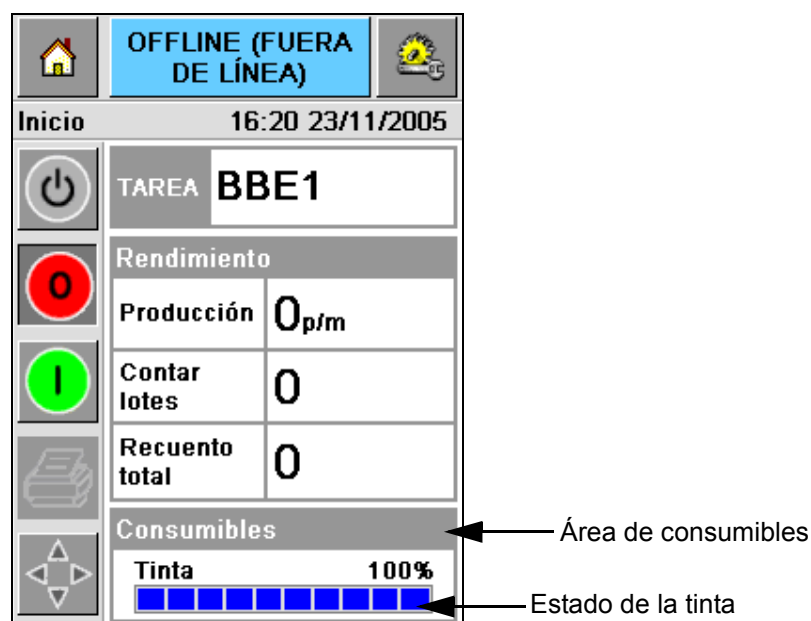 OFFLINE (FUERA
DE LÍNEA)
Inicio 16:20 23/11/2005
TAREA BBE1
Rendimiento
Producción 0p/m
Contar
lotes 0
Recuento
total 0
Consumibles
Área de consumibles
Tinta 100%
Estado de la tinta
O
I